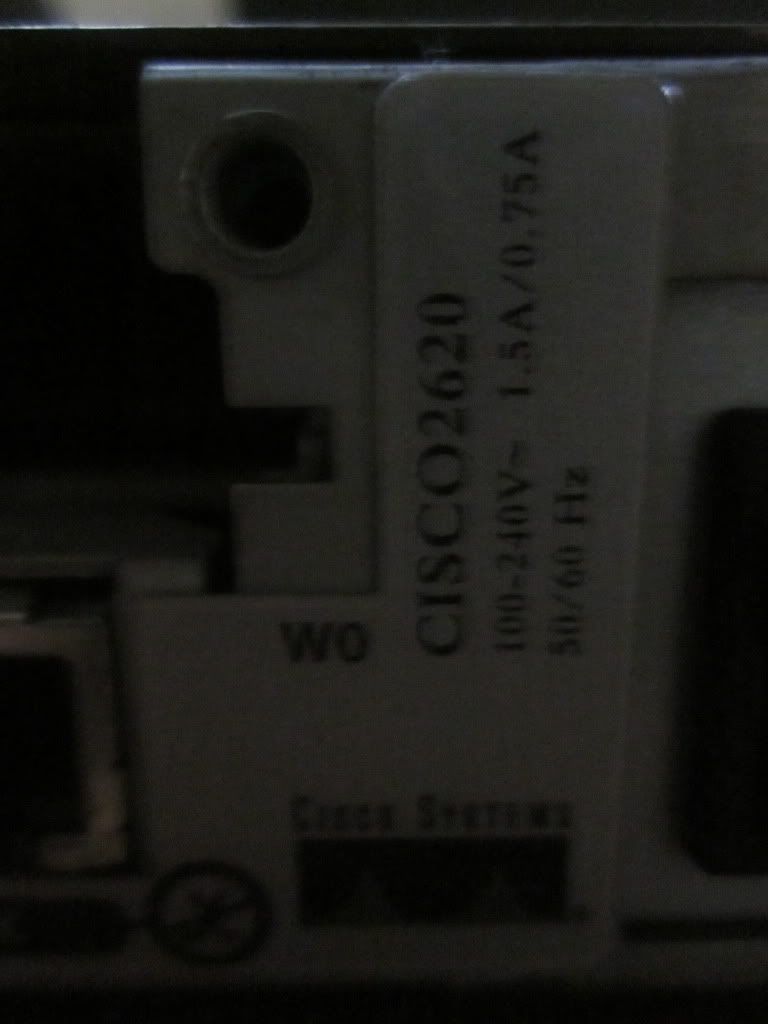 CISCO2620
100-240V~ 1.5A/0.75A
50/60 Hz
W0
CISCO SYSTEMS